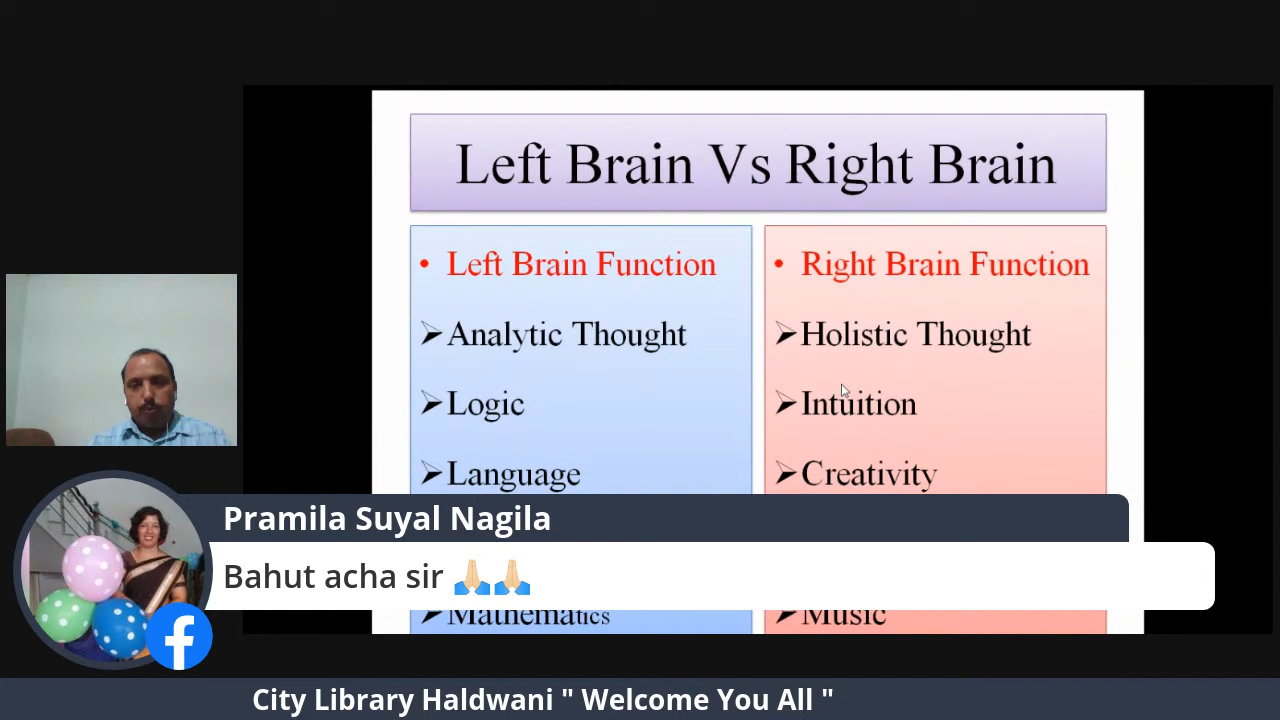 Left Brain Vs Right Brain
• Left Brain Function
➢Analytic Thought
➢Logic
➢Language
➢Mathematics
• Right Brain Function
➢Holistic Thought
➢Intuition
➢Creativity
➢Music
Pramila Suyal Nagila
Bahut acha sir 🙏🏻🙏🏻
City Library Haldwani " Welcome You All "